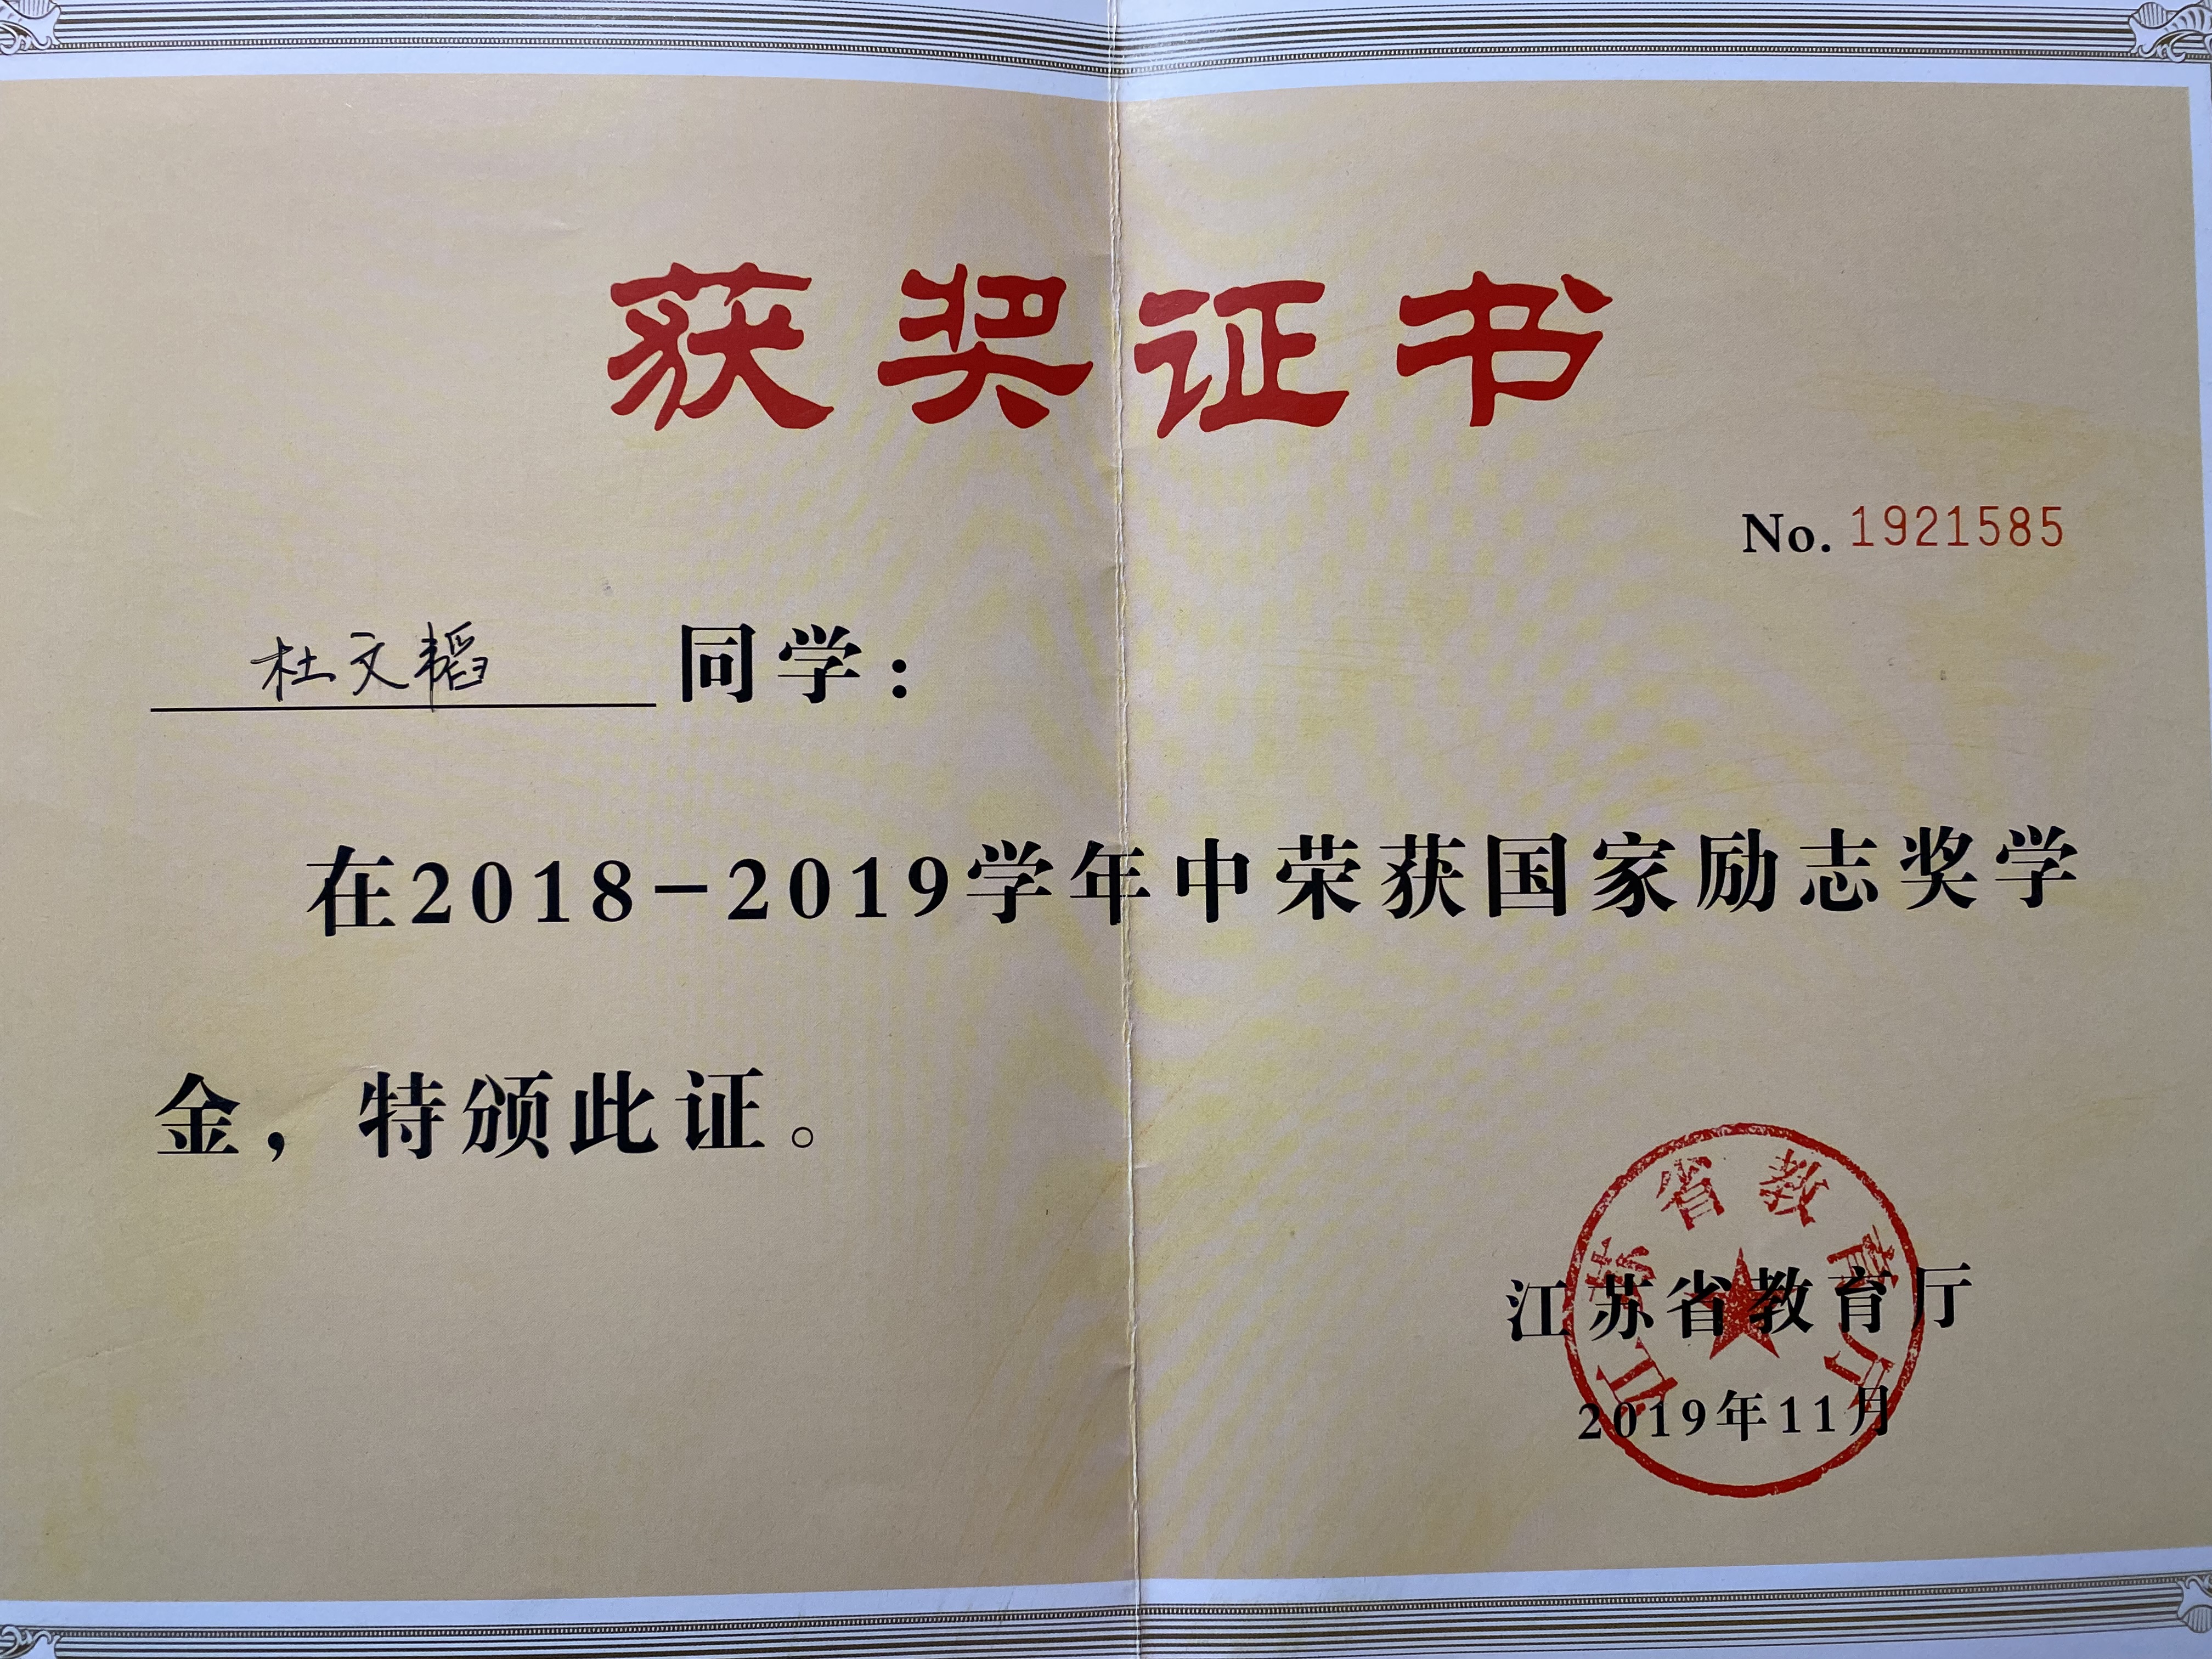 获奖证书
No. 1921585
杜文韬 同学：
在2018-2019学年中荣获国家励志奖学
金，特颁此证。
江苏省教育厅
2019年11月
江苏省教育厅